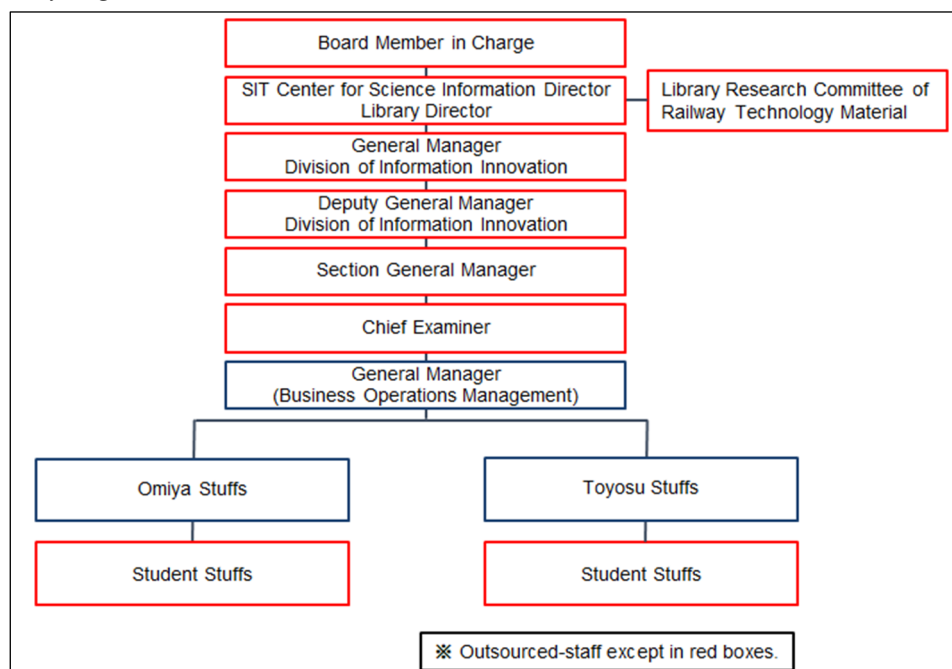 Board Member in Charge
SIT Center for Science Information Director
Library Director
Library Research Committee of
Railway Technology Material
General Manager
Division of Information Innovation
Deputy General Manager
Division of Information Innovation
Section General Manager
Chief Examiner
General Manager
(Business Operations Management)
Omiya Stuffs
Toyosu Stuffs
Student Stuffs
Student Stuffs
※ Outsourced-staff except in red boxes.